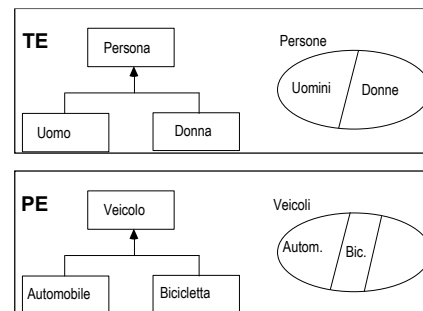 TE
Persona
Uomo
Donna
Persone
Uomini
Donne
PE
Veicolo
Automobile
Bicicletta
Veicoli
Autom.
Bic.